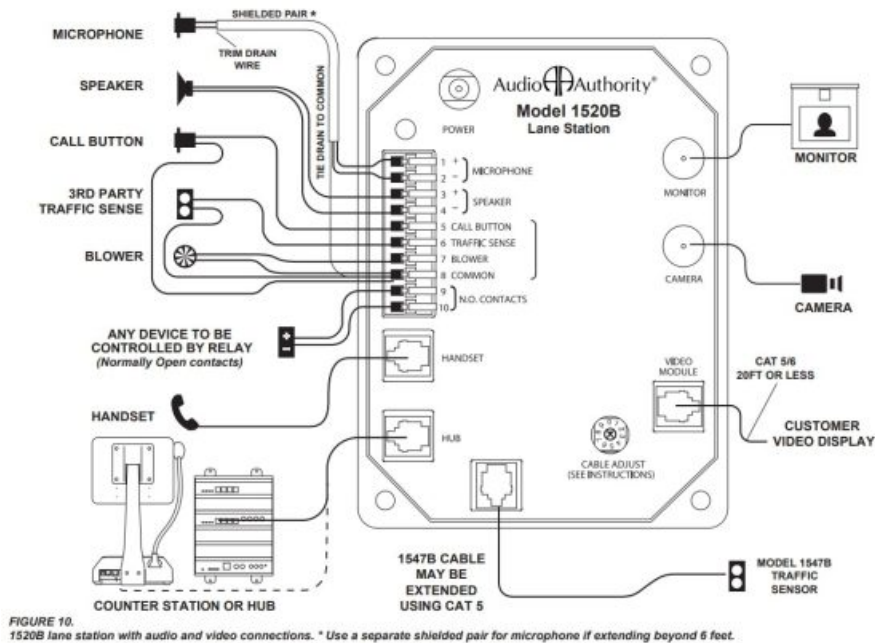 SHIELDED PAIR *
MICROPHONE
TRIM DRAIN
WIRE
SPEAKER
CALL BUTTON
3RD PARTY
TRAFFIC SENSE
BLOWER
TIE DRAIN TO COMMON
ANY DEVICE TO BE
CONTROLLED BY RELAY
(Normally Open contacts)
HANDSET
COUNTER STATION OR HUB
POWER
Audio Authority®
Model 1520B
Lane Station
1 +
2 –
MICROPHONE
3 +
4 –
SPEAKER
5 CALL BUTTON
6 TRAFFIC SENSE
7 BLOWER
8 COMMON
9
10
N.O. CONTACTS
HANDSET
HUB
MONITOR
CAMERA
VIDEO
MODULE
CABLE ADJUST
(SEE INSTRUCTIONS)
MONITOR
CAMERA
CAT 5/6
20FT OR LESS
CUSTOMER
VIDEO DISPLAY
1547B CABLE
MAY BE
EXTENDED
USING CAT 5
MODEL 1547B
TRAFFIC
SENSOR
FIGURE 10.
1520B lane station with audio and video connections. * Use a separate shielded pair for microphone if extending beyond 6 feet.